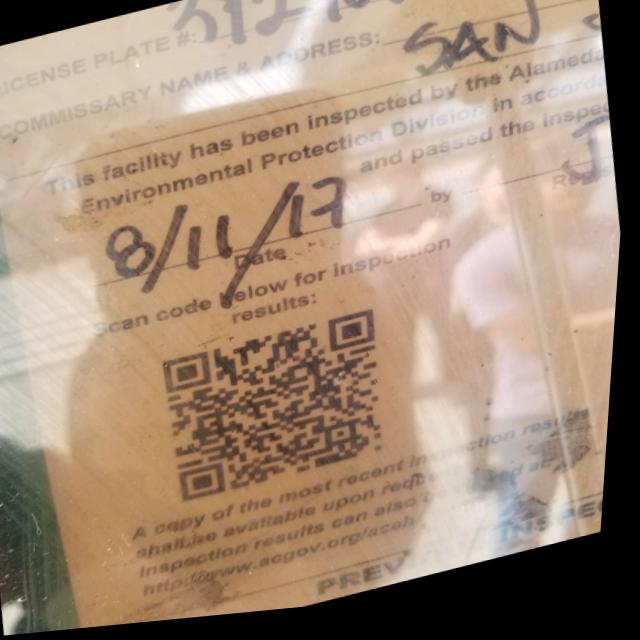 LICENSE PLATE #:
COMMISSARY NAME & ADDRESS: SAN
This facility has been inspected by the Alameda
Environmental Protection Division in accord
and passed the inspe
8/11/17 by
Date
Scan code below for inspection
results:
A copy of the most recent inspection results
shall be available upon
inspection results can also
http://www.acgov.org/aceh
PREV